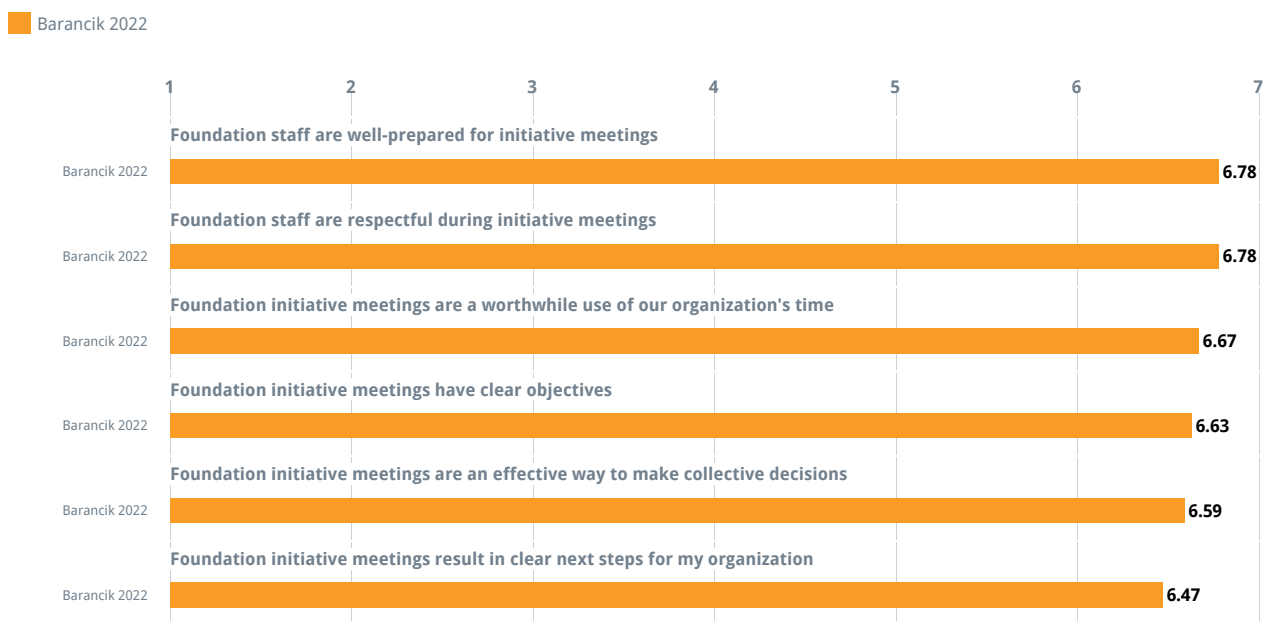 Barancik 2022
1 2 3 4 5 6 7
Foundation staff are well-prepared for initiative meetings
Barancik 2022 6.78
Foundation staff are respectful during initiative meetings
Barancik 2022 6.78
Foundation initiative meetings are a worthwhile use of our organization's time
Barancik 2022 6.67
Foundation initiative meetings have clear objectives
Barancik 2022 6.63
Foundation initiative meetings are an effective way to make collective decisions
Barancik 2022 6.59
Foundation initiative meetings result in clear next steps for my organization
Barancik 2022 6.47